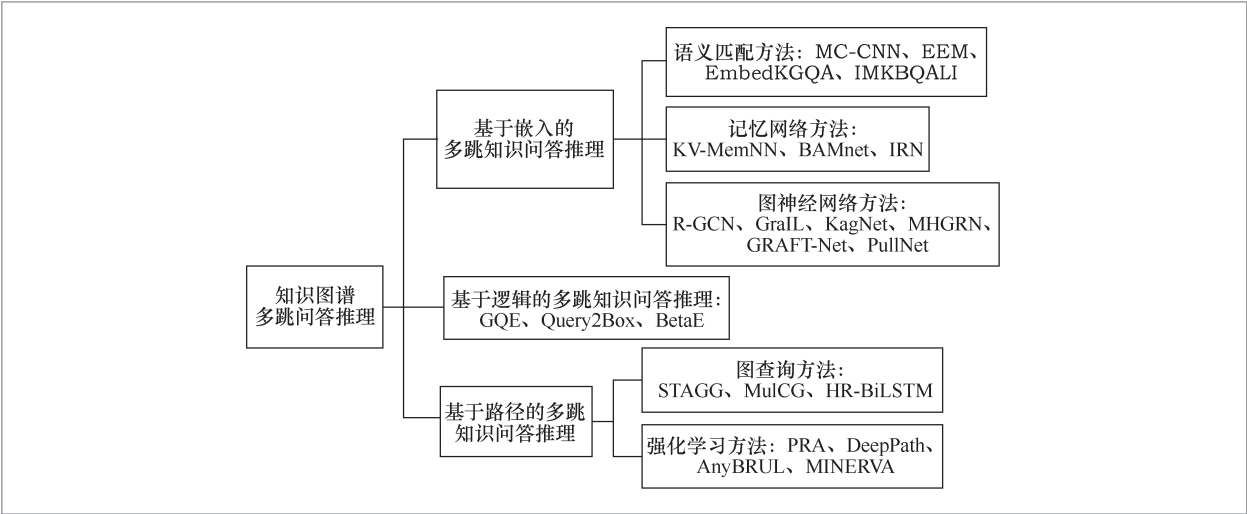 知识图谱
多跳问答推理
基于嵌入的
多跳知识问答推理
语义匹配方法：MC-CNN、EEM、
EmbedKGQA、IMKBQALI
记忆网络方法：
KV-MemNN、BAMnet、IRN
图神经网络方法：
R-GCN、GraIL、KagNet、MHGRN、
GRAFT-Net、PullNet
基于逻辑的多跳知识问答推理：
GQE、Query2Box、BetaE
基于路径的多跳
知识问答推理
图查询方法：
STAGG、MulCG、HR-BiLSTM
强化学习方法：PRA、DeepPath、
AnyBRUL、MINERVA